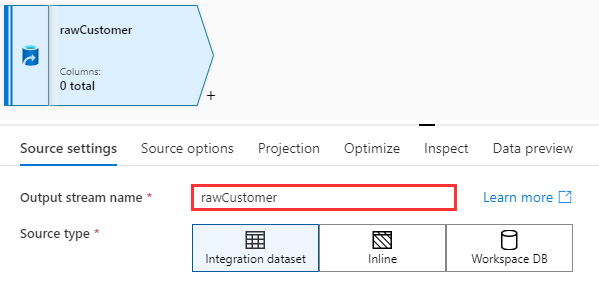 rawCustomer
Columns:
0 total
+
Source settings Source options Projection Optimize Inspect Data preview
Output stream name * rawCustomer Learn more
Source type * Integration dataset Inline Workspace DB